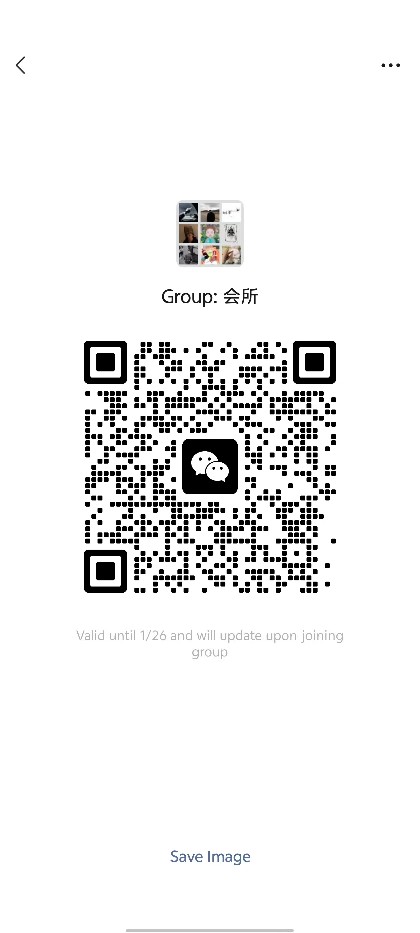 Group: 会所
Valid until 1/26 and will update upon joining
group
Save Image